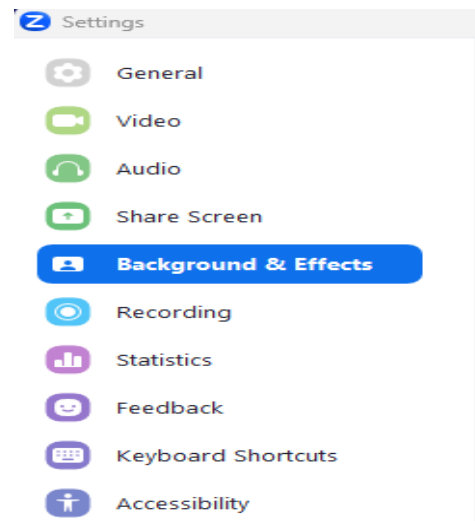 Settings
General
Video
Audio
Share Screen
Background & Effects
Recording
Statistics
Feedback
Keyboard Shortcuts
Accessibility